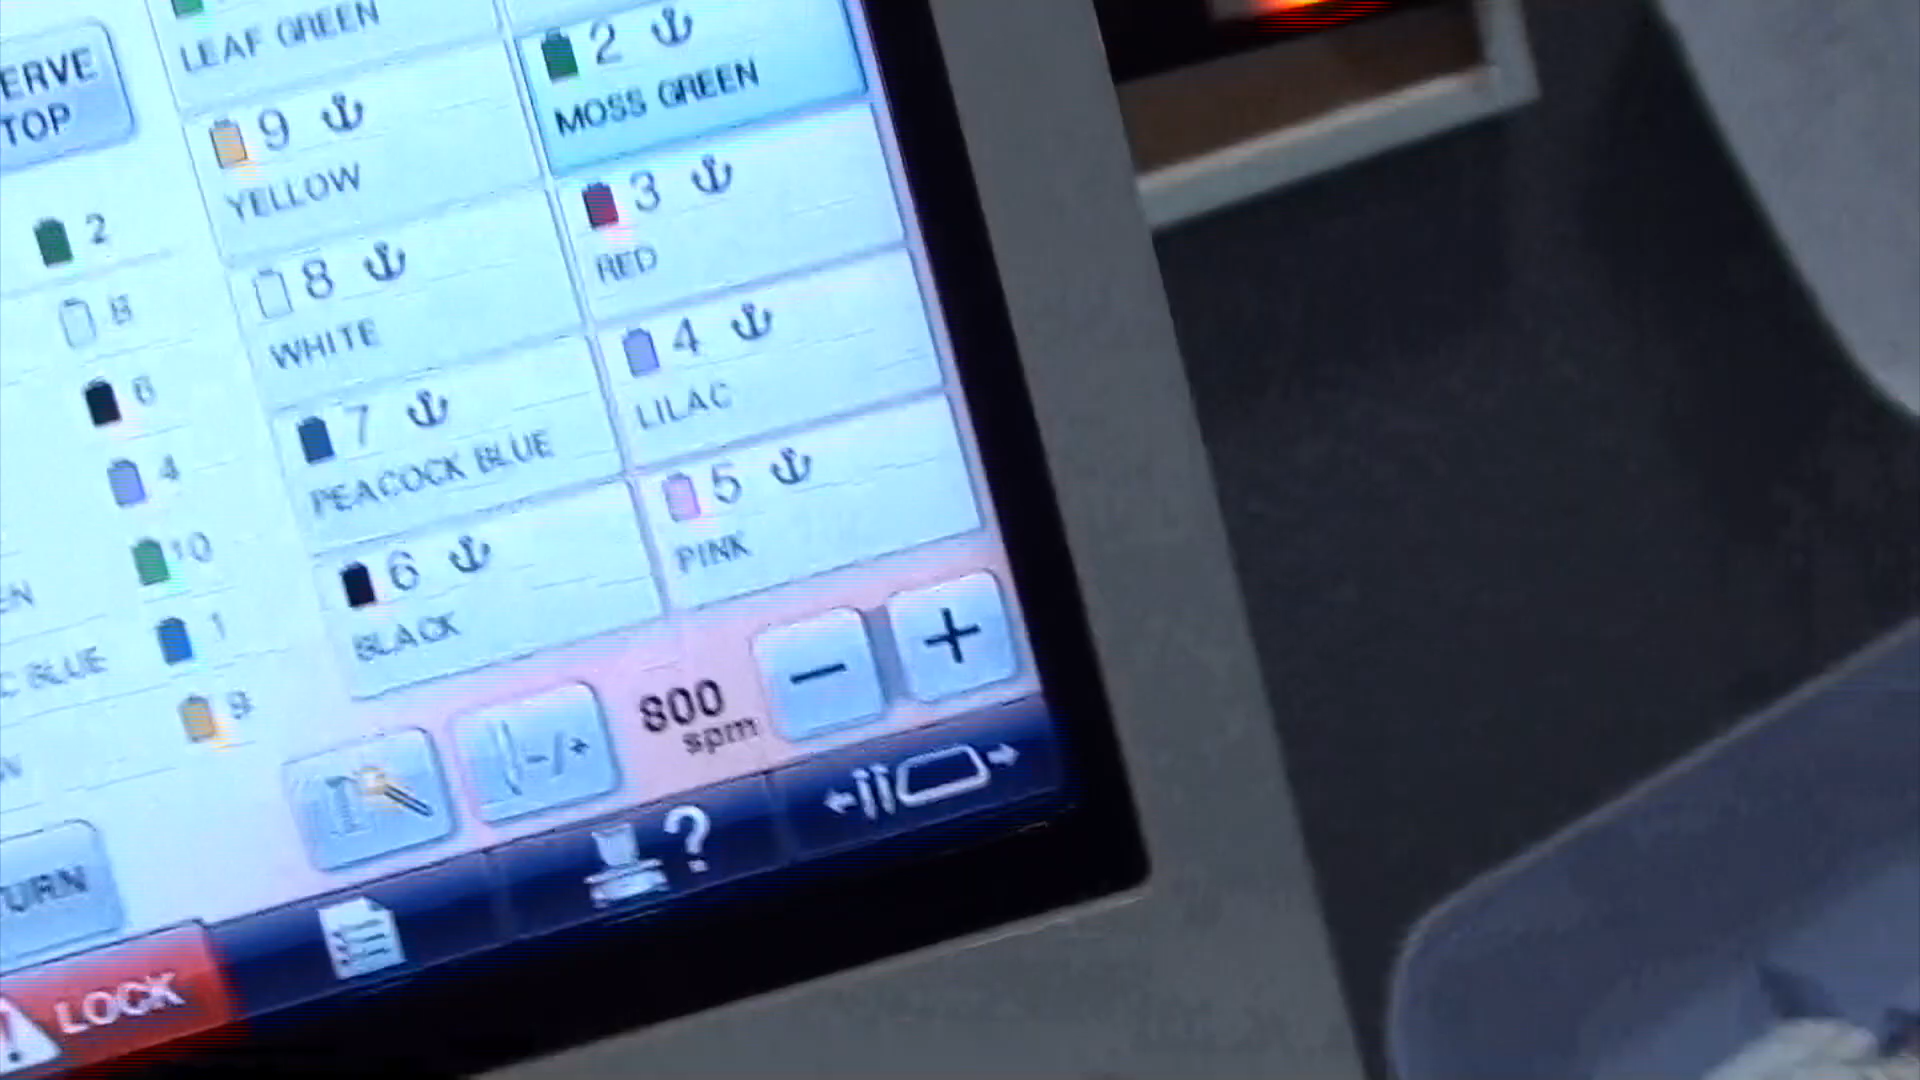 ERVE
TOP
LEAF GREEN
2
MOSS GREEN
9
YELLOW
3
RED
2
8
WHITE
4
LILAC
8
7
PEACOCK BLUE
5
PINK
6
6
BLACK
4
10
EN
1
C BLUE
9
800
spm
-
+
-/+
TURN
?
LOCK